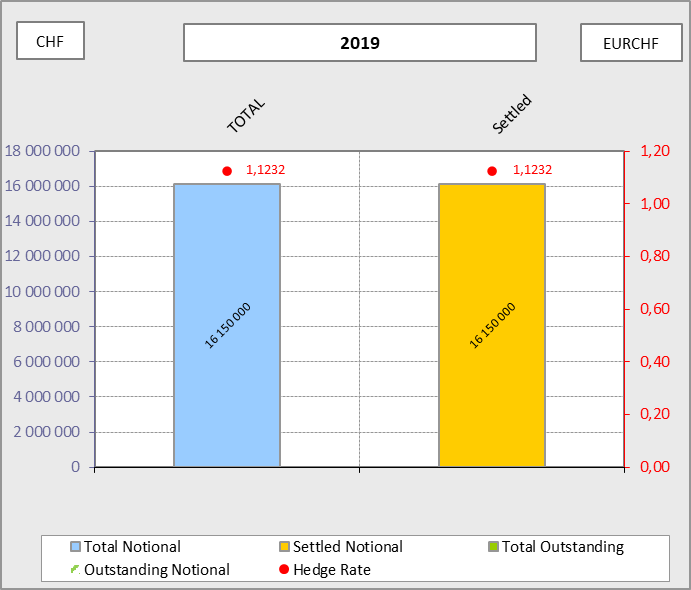 CHF
2019
EURCHF
TOTAL
Settled
18 000 000
16 000 000
14 000 000
12 000 000
10 000 000
8 000 000
6 000 000
4 000 000
2 000 000
0
1,1232
1,1232
16 150 000
16 150 000
1,20
1,00
0,80
0,60
0,40
0,20
0,00
Total Notional
Settled Notional
Total Outstanding
Outstanding Notional
Hedge Rate